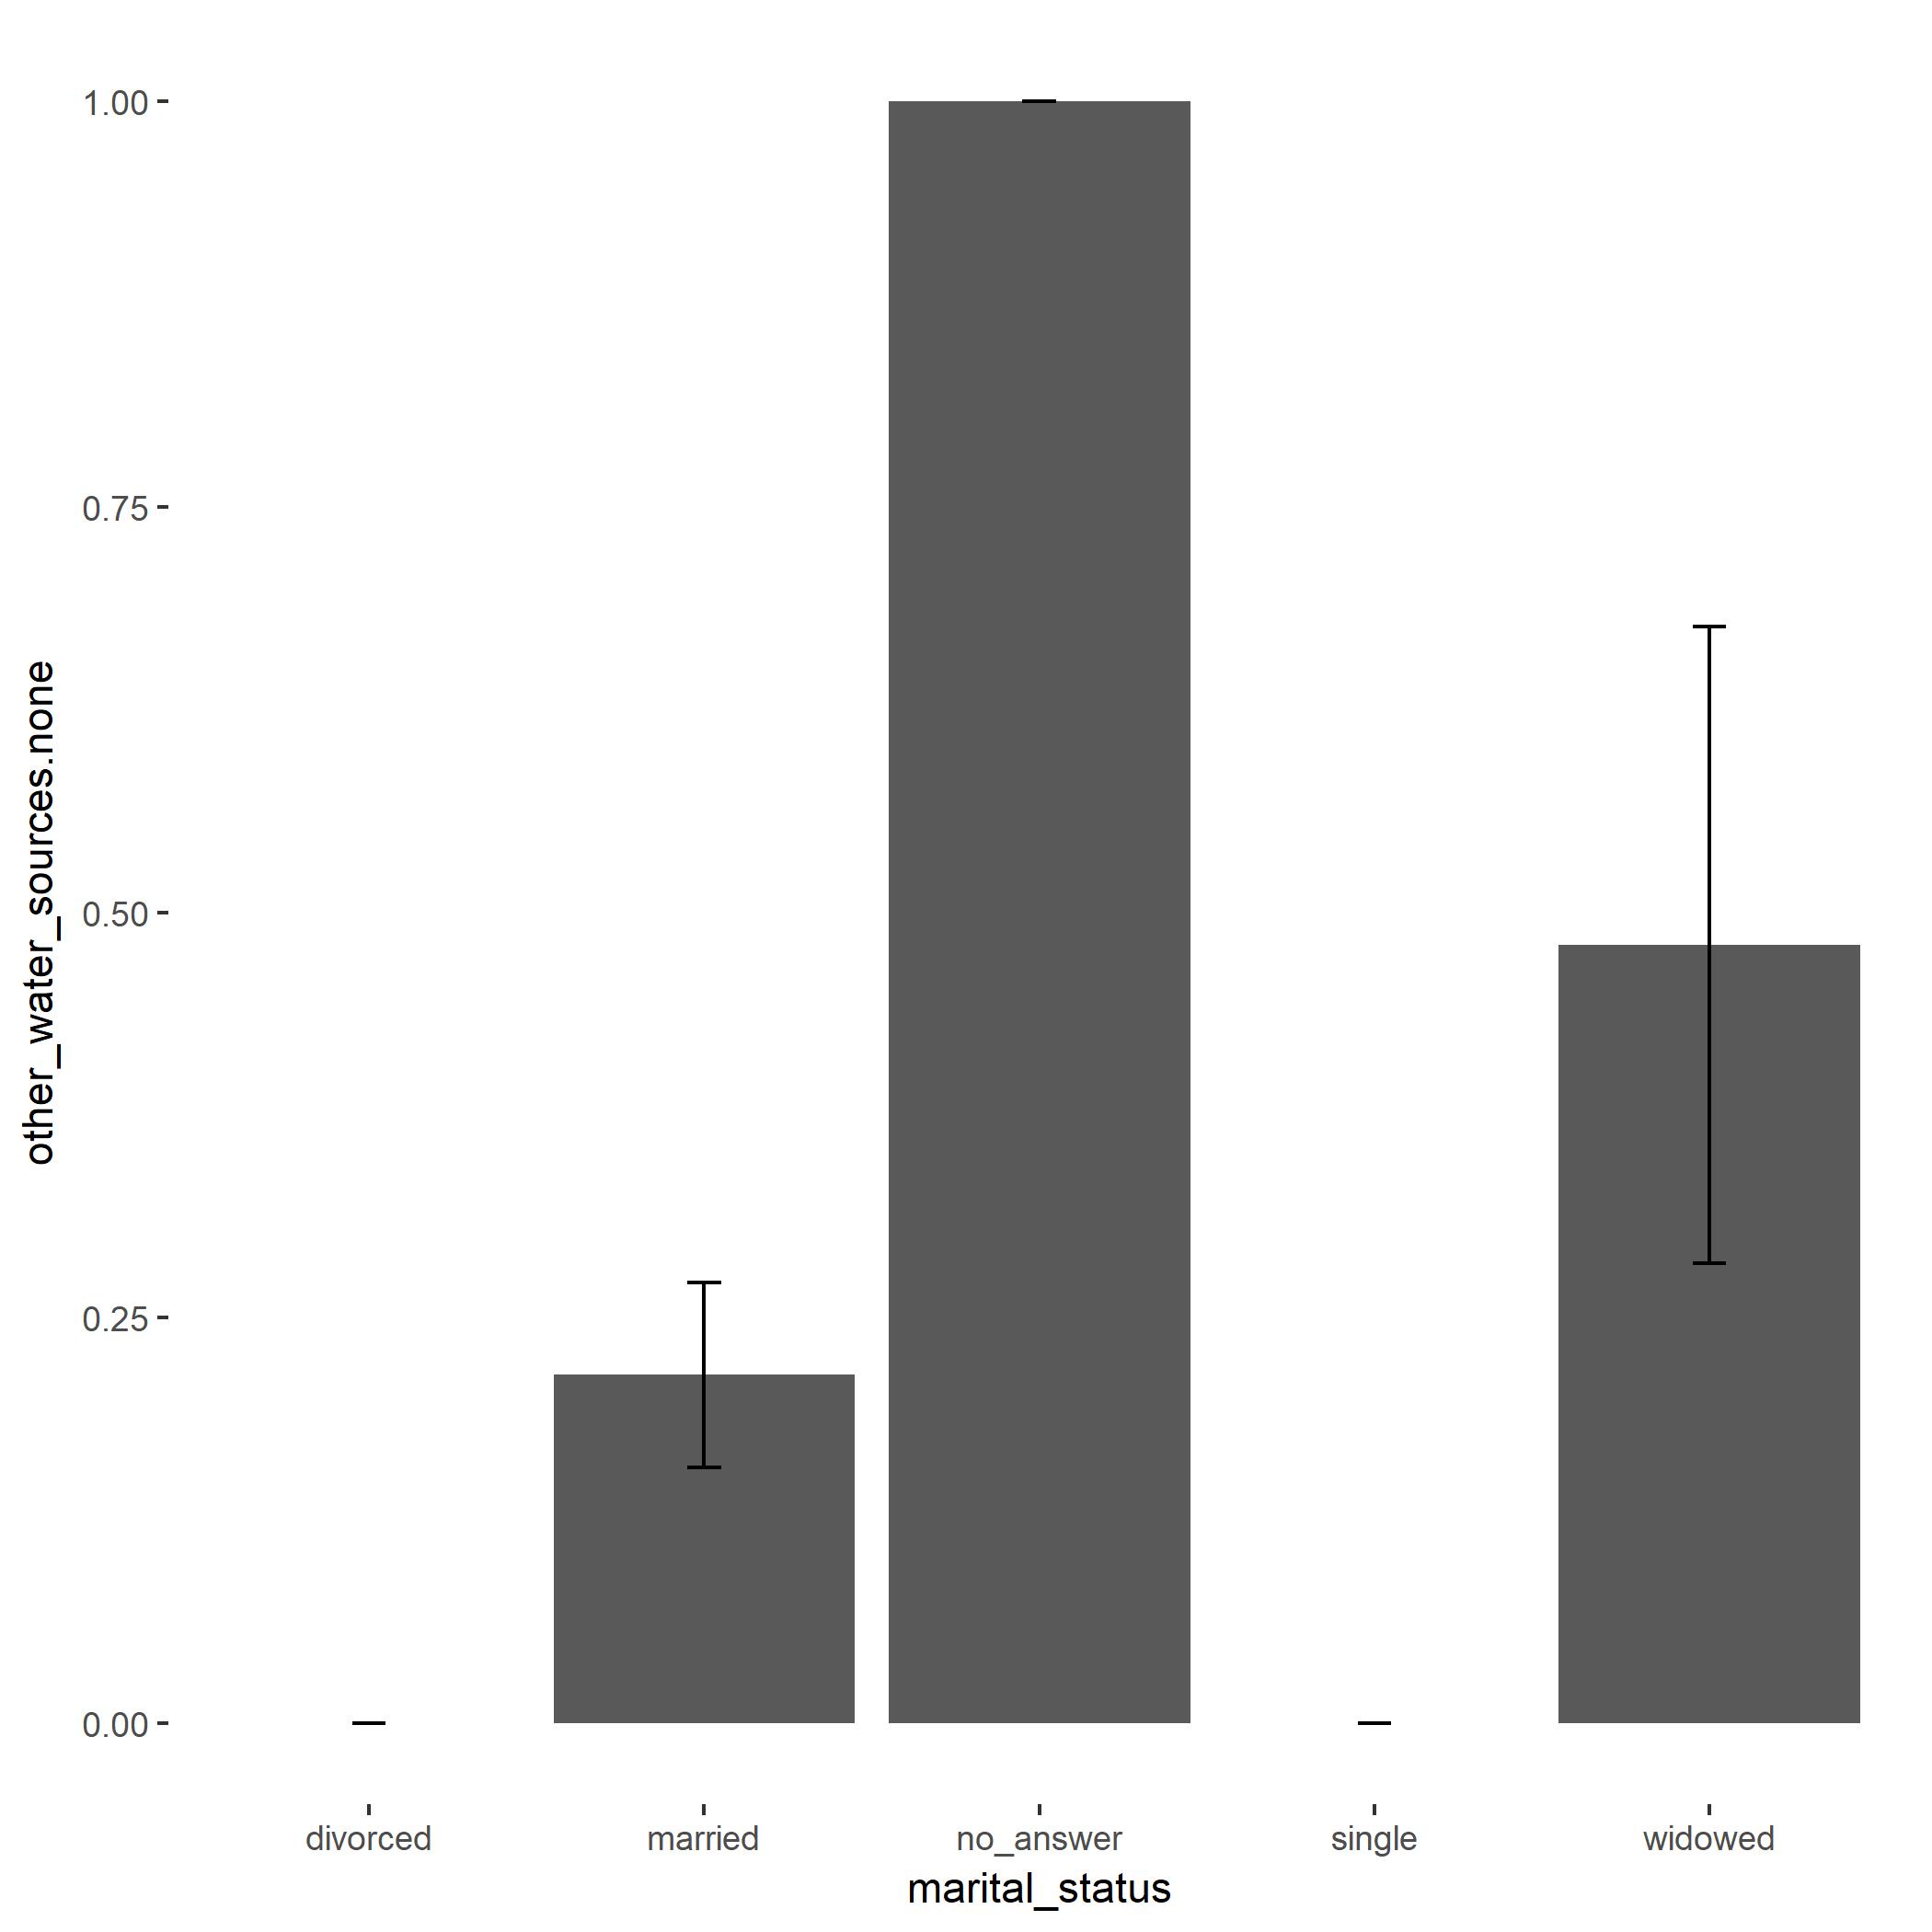 1.00
0.75
0.50
0.25
0.00
other_water_sources.none
divorced married no_answer single widowed
marital_status